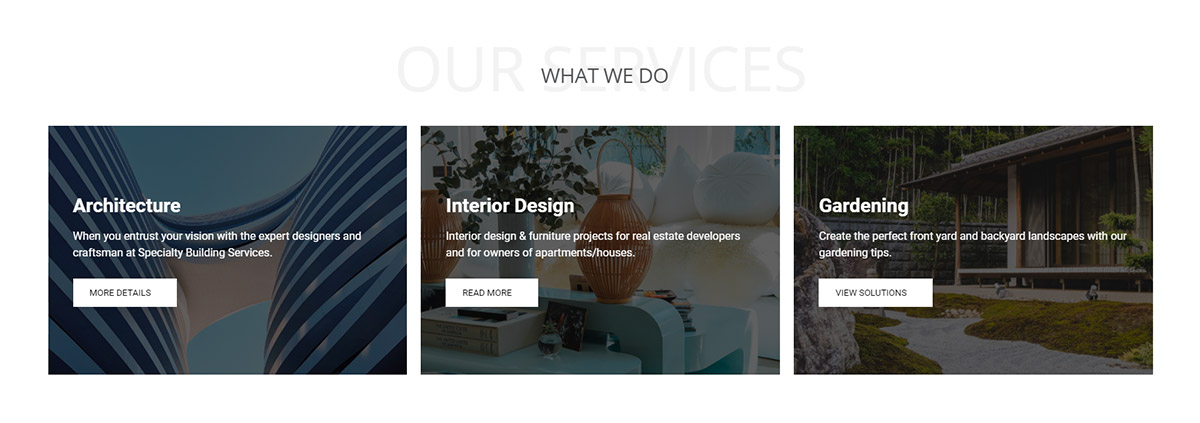 OUR SERVICES
WHAT WE DO
Architecture
When you entrust your vision with the expert designers and
craftsman at Specialty Building Services.
MORE DETAILS
Interior Design
Interior design & furniture projects for real estate developers
and for owners of apartments/houses.
READ MORE
Gardening
Create the perfect front yard and backyard landscapes with our
gardening tips.
VIEW SOLUTIONS